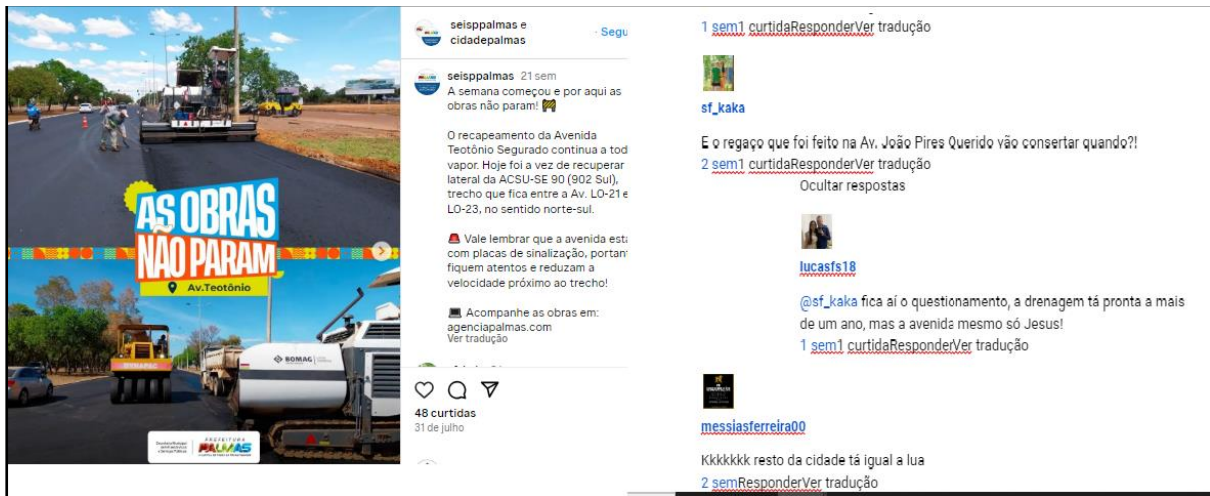 AS OBRAS
NÃO PARAM
Av.Teotônio
BOMAG
PREFEITURA
PALMAS
seisppalmas e
cidadepalmas
· Segu
seisppalmas 21 sem
A semana começou e por aqui as
obras não param! 🚧
O recapeamento da Avenida
Teotônio Segurado continua a tod
vapor. Hoje foi a vez de recuperar
lateral da ACSU-SE 90 (902 Sul),
trecho que fica entre a Av. LO-21 e
LO-23, no sentido norte-sul.
🚨 Vale lembrar que a avenida est
com placas de sinalização, portan
fiquem atentos e reduzam a
velocidade próximo ao trecho!
💻 Acompanhe as obras em:
agenciapalmas.com
Ver tradução
48 curtidas
31 de julho
1 sem1 curtidaResponderVer tradução
sf_kaka
E o regaço que foi feito na Av. João Pires Querido vão consertar quando?!
2 sem1 curtidaResponderVer tradução
Ocultar respostas
lucasfs18
@sf_kaka fica aí o questionamento, a drenagem tá pronta a mais
de um ano, mas a avenida mesmo só Jesus!
1 sem1 curtidaResponderVer tradução
messiasferreira00
Kkkkkkk resto da cidade tá igual a lua
2 semResponderVer tradução